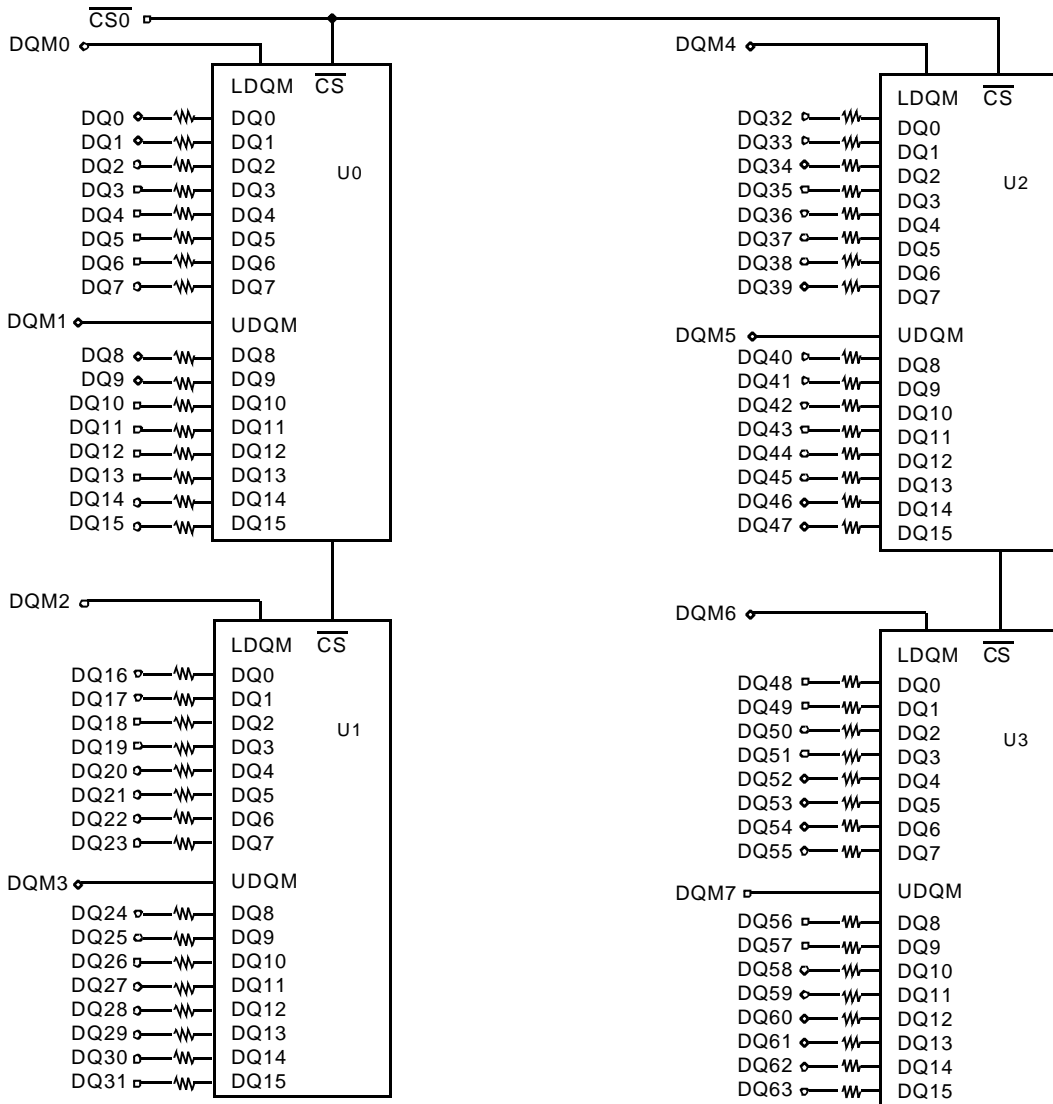 CS0
DQM0
LDQM CS
DQ0 DQ0
DQ1 DQ1
DQ2 DQ2
U0
DQ3 DQ3
DQ4 DQ4
DQ5 DQ5
DQ6 DQ6
DQ7 DQ7
DQM1 UDQM
DQ8 DQ8
DQ9 DQ9
DQ10 DQ10
DQ11 DQ11
DQ12 DQ12
DQ13 DQ13
DQ14 DQ14
DQ15 DQ15
DQM2
LDQM CS
DQ16 DQ0
DQ17 DQ1
DQ18 DQ2
U1
DQ19 DQ3
DQ20 DQ4
DQ21 DQ5
DQ22 DQ6
DQ23 DQ7
DQM3 UDQM
DQ24 DQ8
DQ25 DQ9
DQ26 DQ10
DQ27 DQ11
DQ28 DQ12
DQ29 DQ13
DQ30 DQ14
DQ31 DQ15
DQM4
LDQM CS
DQ32 DQ0
DQ33 DQ1
DQ34 DQ2
U2
DQ35 DQ3
DQ36 DQ4
DQ37 DQ5
DQ38 DQ6
DQ39 DQ7
DQM5 UDQM
DQ40 DQ8
DQ41 DQ9
DQ42 DQ10
DQ43 DQ11
DQ44 DQ12
DQ45 DQ13
DQ46 DQ14
DQ47 DQ15
DQM6
LDQM CS
DQ48 DQ0
DQ49 DQ1
DQ50 DQ2
U3
DQ51 DQ3
DQ52 DQ4
DQ53 DQ5
DQ54 DQ6
DQ55 DQ7
DQM7 UDQM
DQ56 DQ8
DQ57 DQ9
DQ58 DQ10
DQ59 DQ11
DQ60 DQ12
DQ61 DQ13
DQ62 DQ14
DQ63 DQ15